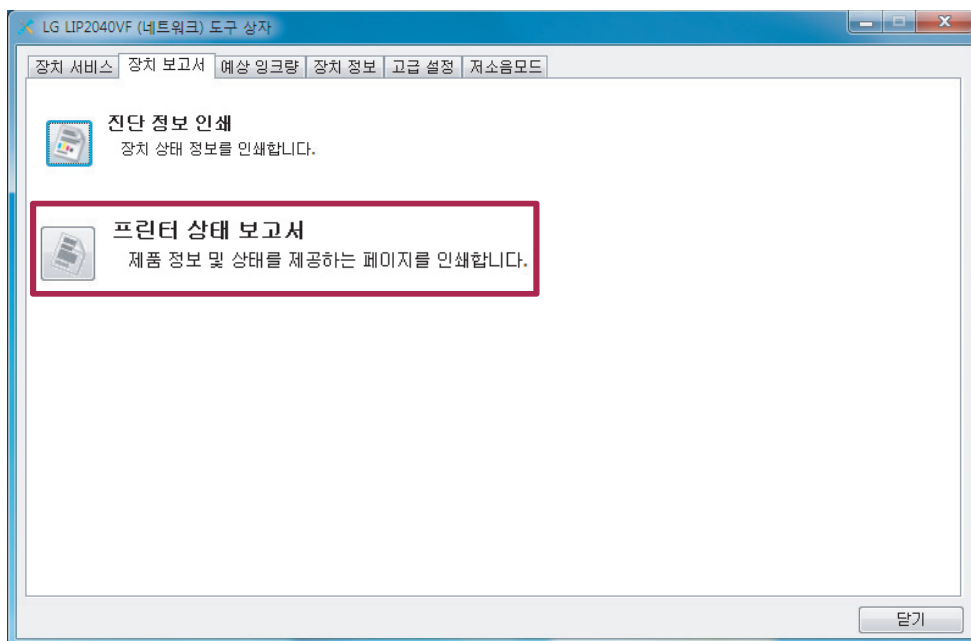 LG LIP2040VF (네트워크) 도구 상자
장치 서비스 장치 보고서 예상 잉크량 장치 정보 고급 설정 저소음모드
진단 정보 인쇄
장치 상태 정보를 인쇄합니다.
프린터 상태 보고서
제품 정보 및 상태를 제공하는 페이지를 인쇄합니다.
닫기